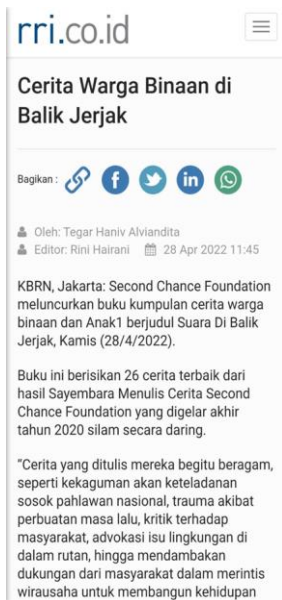 rri.co.id
Cerita Warga Binaan di
Balik Jerjak
Bagikan :
Oleh: Tegar Haniv Alviandita
Editor: Rini Hairani 28 Apr 2022 11:45
KBRN, Jakarta: Second Chance Foundation
meluncurkan buku kumpulan cerita warga
binaan dan Anak1 berjudul Suara Di Balik
Jerjak, Kamis (28/4/2022).
Buku ini berisikan 26 cerita terbaik dari
hasil Sayembara Menulis Cerita Second
Chance Foundation yang digelar akhir
tahun 2020 silam secara daring.
“Cerita yang ditulis mereka begitu beragam,
seperti kekaguman akan keteladanan
sosok pahlawan nasional, trauma akibat
perbuatan masa lalu, kritik terhadap
masyarakat, advokasi isu lingkungan di
dalam rutan, hingga mendambakan
dukungan dari masyarakat dalam merintis
wirausaha untuk membangun kehidupan